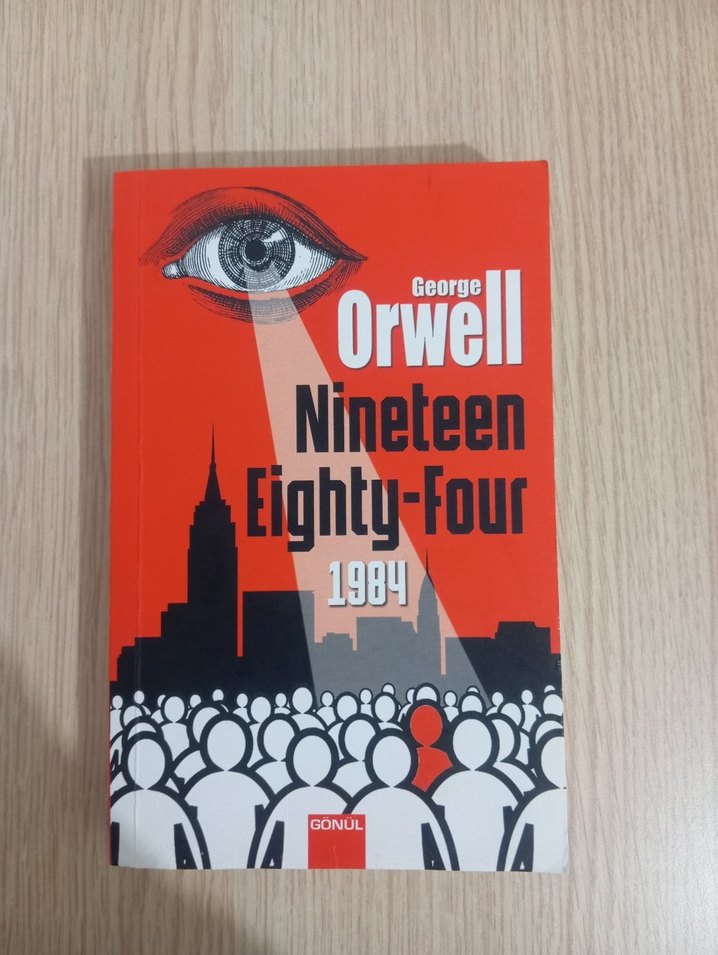 George
Orwell
Nineteen
Eighty-Four
1984
GÖNÜL